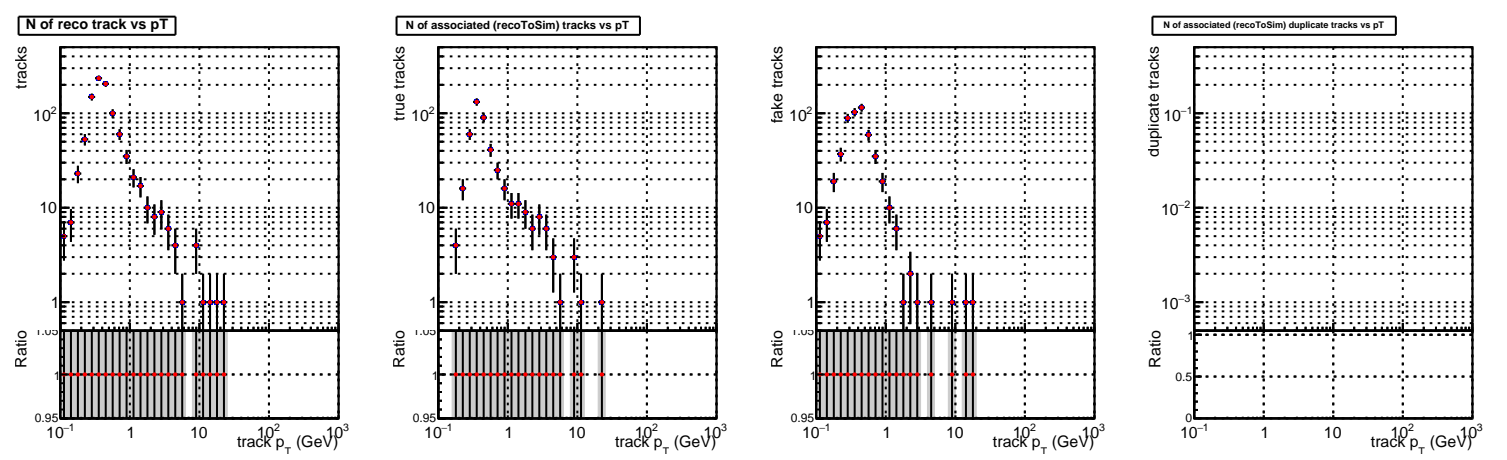 N of reco track vs pT
N of associated (recoToSim) tracks vs pT
N of associated (recoToSim) duplicate tracks vs pT
tracks
10²
10
1
Ratio
1.05
1
0.95
10⁻¹ 1 10 10² 10³
track p_T (GeV)
true tracks
10²
10
1
Ratio
1.05
1
0.95
10⁻¹ 1 10 10² 10³
track p_T (GeV)
fake tracks
10²
10
1
Ratio
1.05
1
0.95
10⁻¹ 1 10 10² 10³
track p_T (GeV)
duplicate tracks
10⁻¹
10⁻²
10⁻³
Ratio
1
0.5
0
10⁻¹ 1 10 10² 10³
track p_T (GeV)